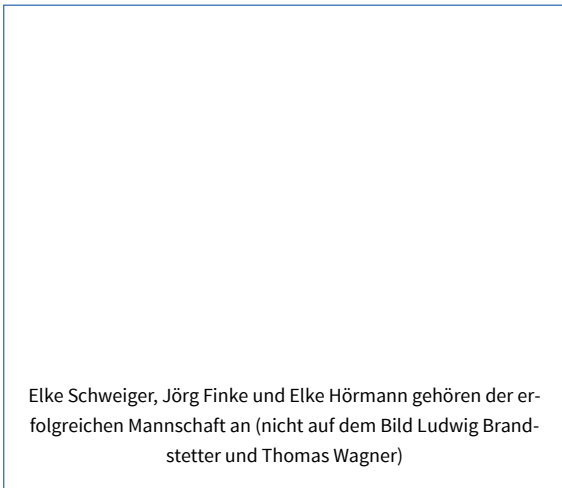 Elke Schweiger, Jörg Finke und Elke Hörmann gehören der er-
folgreichen Mannschaft an (nicht auf dem Bild Ludwig Brand-
stetter und Thomas Wagner)